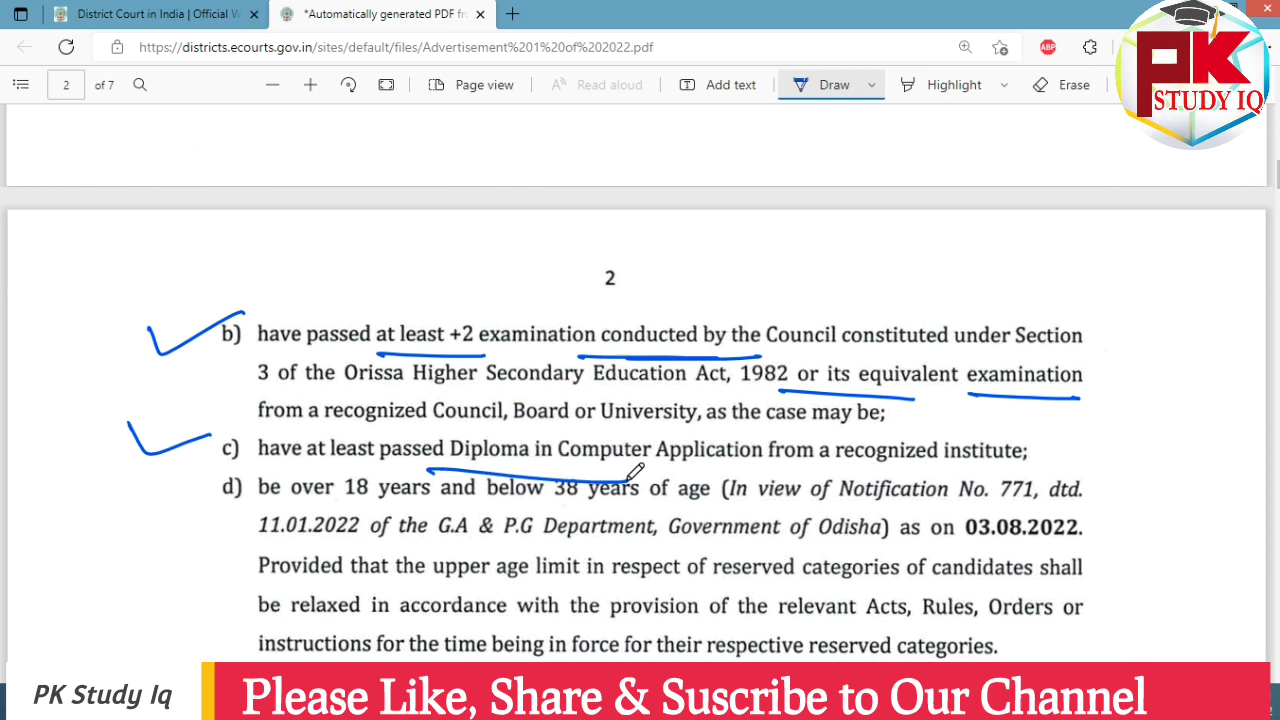 District Court in India | Official W
*Automatically generated PDF fro
https://districts.ecourts.gov.in/sites/default/files/Advertisement%201%20of%202022.pdf
ABP
2 of 7
Page view
Read aloud
Add text
Draw
Highlight
Erase
PK
STUDY IQ
2
b) have passed at least +2 examination conducted by the Council constituted under Section
3 of the Orissa Higher Secondary Education Act, 1982 or its equivalent examination
from a recognized Council, Board or University, as the case may be;
c) have at least passed Diploma in Computer Application from a recognized institute;
d) be over 18 years and below 38 years of age (In view of Notification No. 771, dtd.
11.01.2022 of the G.A & P.G Department, Government of Odisha) as on 03.08.2022.
Provided that the upper age limit in respect of reserved categories of candidates shall
be relaxed in accordance with the provision of the relevant Acts, Rules, Orders or
instructions for the time being in force for their respective reserved categories.
PK Study Iq
Please Like, Share & Suscribe to Our Channel